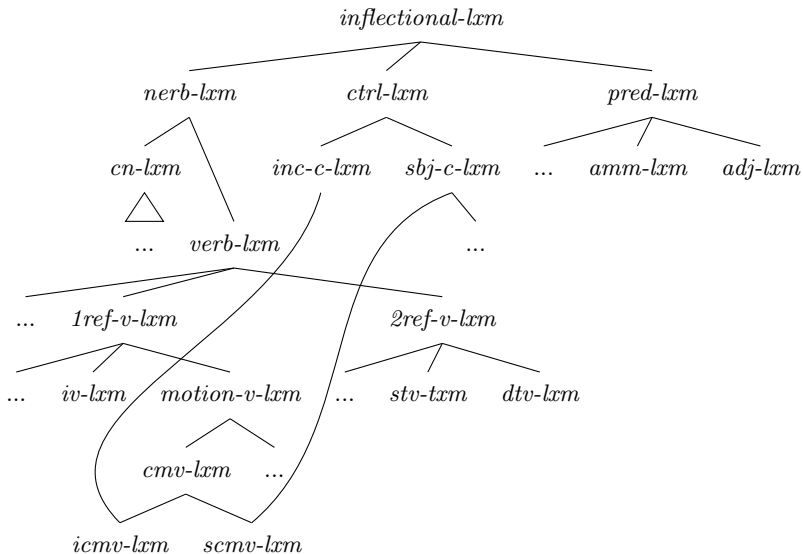 inflectional-lxm
nerb-lxm ctrl-lxm pred-lxm
cn-lxm inc-c-lxm sbj-c-lxm ... amm-lxm adj-lxm
... verb-lxm ...
... 1ref-v-lxm 2ref-v-lxm
... iv-lxm motion-v-lxm ... stv-txm dtv-lxm
cmv-lxm ...
icmv-lxm scmv-lxm